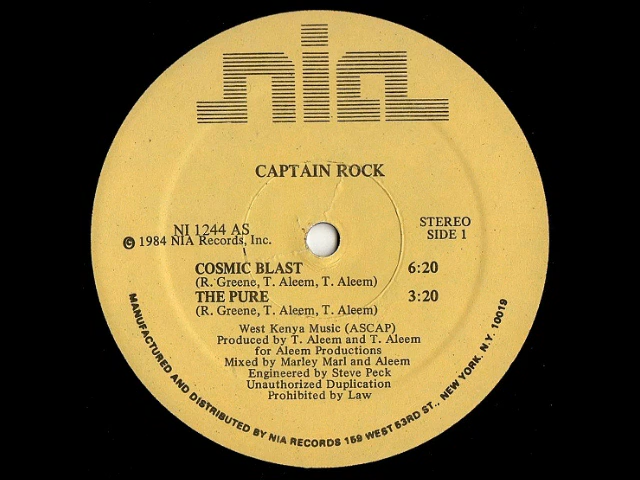 nia
CAPTAIN ROCK
NI 1244 AS
© 1984 NIA Records, Inc.
STEREO
SIDE 1
COSMIC BLAST 6:20
(R. Greene, T. Aleem, T. Aleem)
THE PURE 3:20
(R. Greene, T. Aleem, T. Aleem)
West Kenya Music (ASCAP)
Produced by T. Aleem and T. Aleem
for Aleem Productions
Mixed by Marley Marl and Aleem
Engineered by Steve Peck
Unauthorized Duplication
Prohibited by Law
MANUFACTURED AND DISTRIBUTED BY NIA RECORDS 159 WEST 53RD ST., NEW YORK, N.Y. 10019